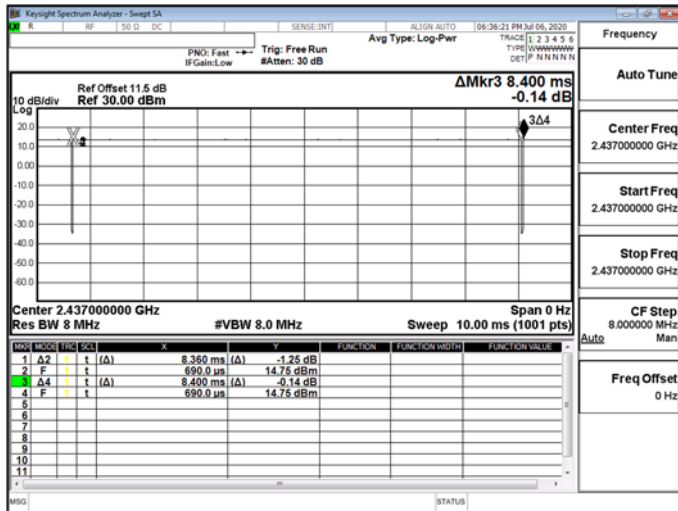 Keysight Spectrum Analyzer - Swept SA
R RF 50 Ω DC SENSE:INT ALIGN AUTO 06:36:21 PM Jul 06, 2020
Avg Type: Log-Pwr TRACE 1 2 3 4 5 6
PNO: Fast Trig: Free Run TYPE WWWWWW
IFGain:Low #Atten: 30 dB DET P N N N N N
Ref Offset 11.5 dB ΔMkr3 8.400 ms
10 dB/div Ref 30.00 dBm -0.14 dB
Log
20.0
10.0
0.00
-10.0
-20.0
-30.0
-40.0
-50.0
-60.0
3Δ4
Center 2.437000000 GHz Span 0 Hz
Res BW 8 MHz #VBW 8.0 MHz Sweep 10.00 ms (1001 pts)
MKR MODE TRC SCL X Y FUNCTION FUNCTION WIDTH FUNCTION VALUE
1 Δ2 1 t (Δ) 8.360 ms (Δ) -1.25 dB
2 F 1 t 690.0 µs 14.75 dBm
3 Δ4 1 t (Δ) 8.400 ms (Δ) -0.14 dB
4 F 1 t 690.0 µs 14.75 dBm
5
6
7
8
9
10
11
MSG STATUS
Frequency
Auto Tune
Center Freq
2.437000000 GHz
Start Freq
2.437000000 GHz
Stop Freq
2.437000000 GHz
CF Step
8.000000 MHz
Auto Man
Freq Offset
0 Hz